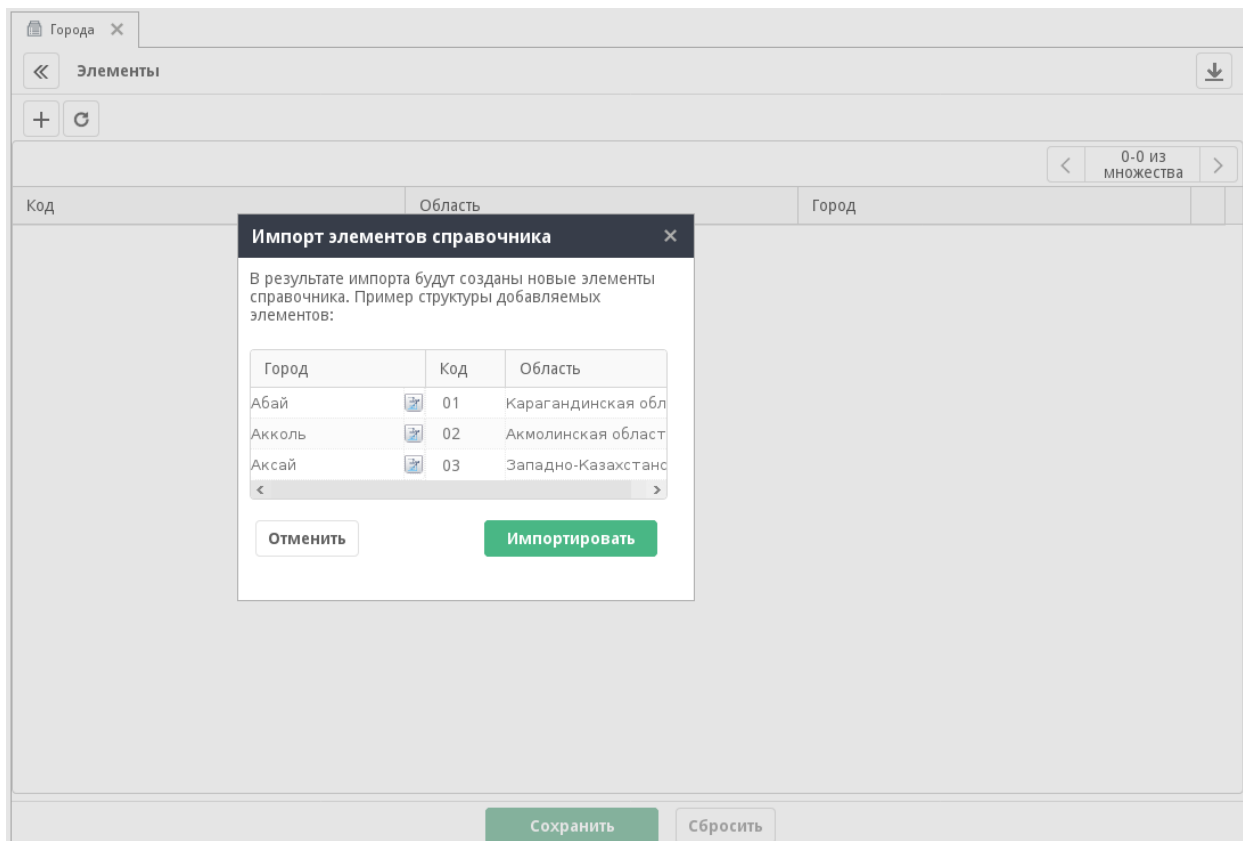 Города
Элементы
0-0 из
множества
Код Область Город
Импорт элементов справочника
В результате импорта будут созданы новые элементы
справочника. Пример структуры добавляемых
элементов:
Город Код Область
Абай 01 Карагандинская обл
Акколь 02 Акмолинская област
Аксай 03 Западно-Казахстанс
Отменить Импортировать
Сохранить Сбросить